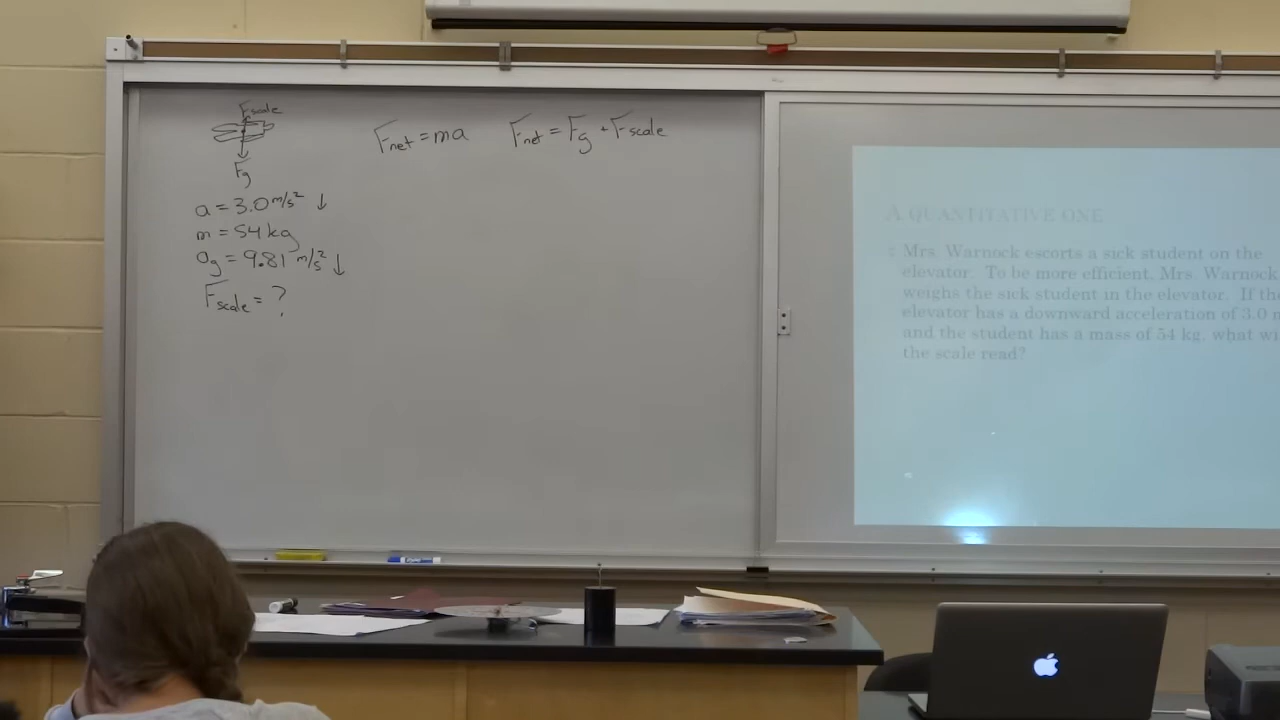 Fscale
Fg
a = 3.0 m/s² ↓
m = 54 kg
ag = 9.81 m/s² ↓
Fscale = ?
Fnet = ma
Fnet = Fg + Fscale
A QUANTITATIVE ONE
Mrs. Warnock escorts a sick student on the
elevator. To be more efficient, Mrs. Warnock
weighs the sick student in the elevator. If the
elevator has a downward acceleration of 3.0
and the student has a mass of 54 kg, what
the scale read?